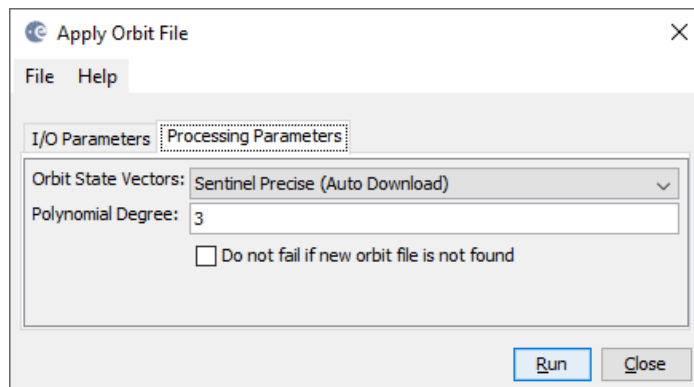 Apply Orbit File
File Help
I/O Parameters Processing Parameters
Orbit State Vectors: Sentinel Precise (Auto Download)
Polynomial Degree: 3
Do not fail if new orbit file is not found
Run Close